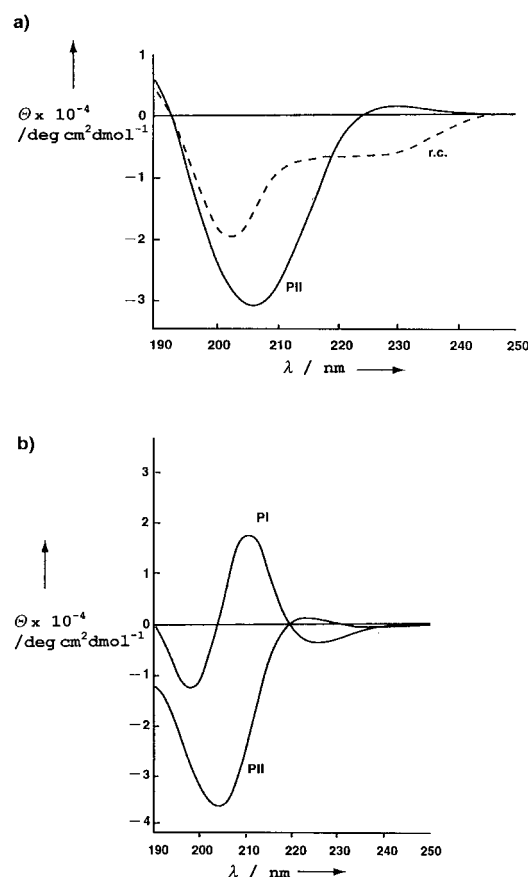 a)
1
Θ x 10⁻⁴
/deg cm²dmol⁻¹
0
−1
−2
−3
r.c.
PII
190 200 210 220 230 240 250
λ / nm
b)
3
2
1
0
−1
−2
−3
−4
PI
Θ x 10⁻⁴
/deg cm²dmol⁻¹
PII
190 200 210 220 230 240 250
λ / nm